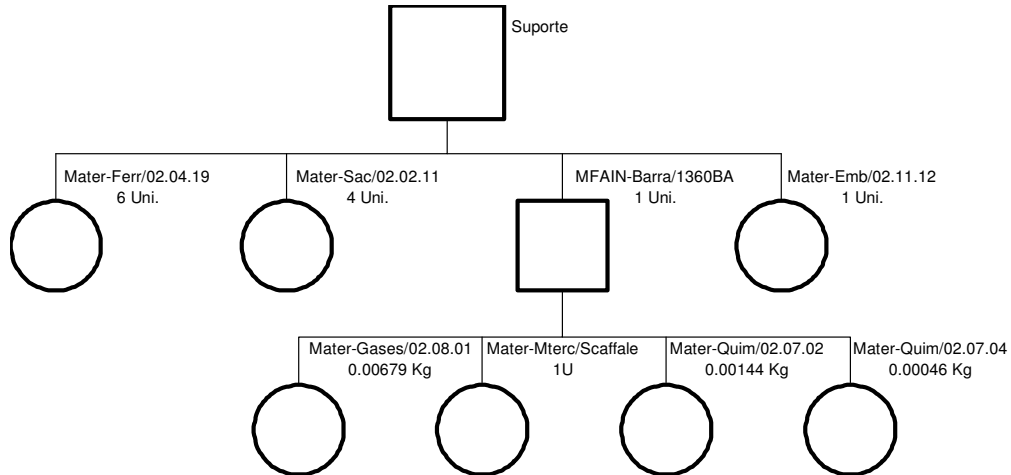 Suporte
Mater-Ferr/02.04.19
6 Uni.
Mater-Sac/02.02.11
4 Uni.
MFAIN-Barra/1360BA
1 Uni.
Mater-Emb/02.11.12
1 Uni.
Mater-Gases/02.08.01
0.00679 Kg
Mater-Mterc/Scaffale
1U
Mater-Quim/02.07.02
0.00144 Kg
Mater-Quim/02.07.04
0.00046 Kg